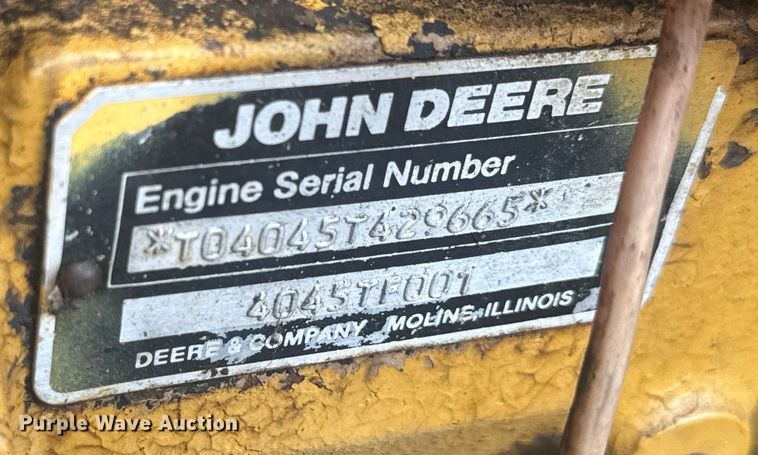 JOHN DEERE
Engine Serial Number
*T04045T429665*
4045TF001
DEERE & COMPANY MOLINE, ILLINOIS
Purple Wave Auction